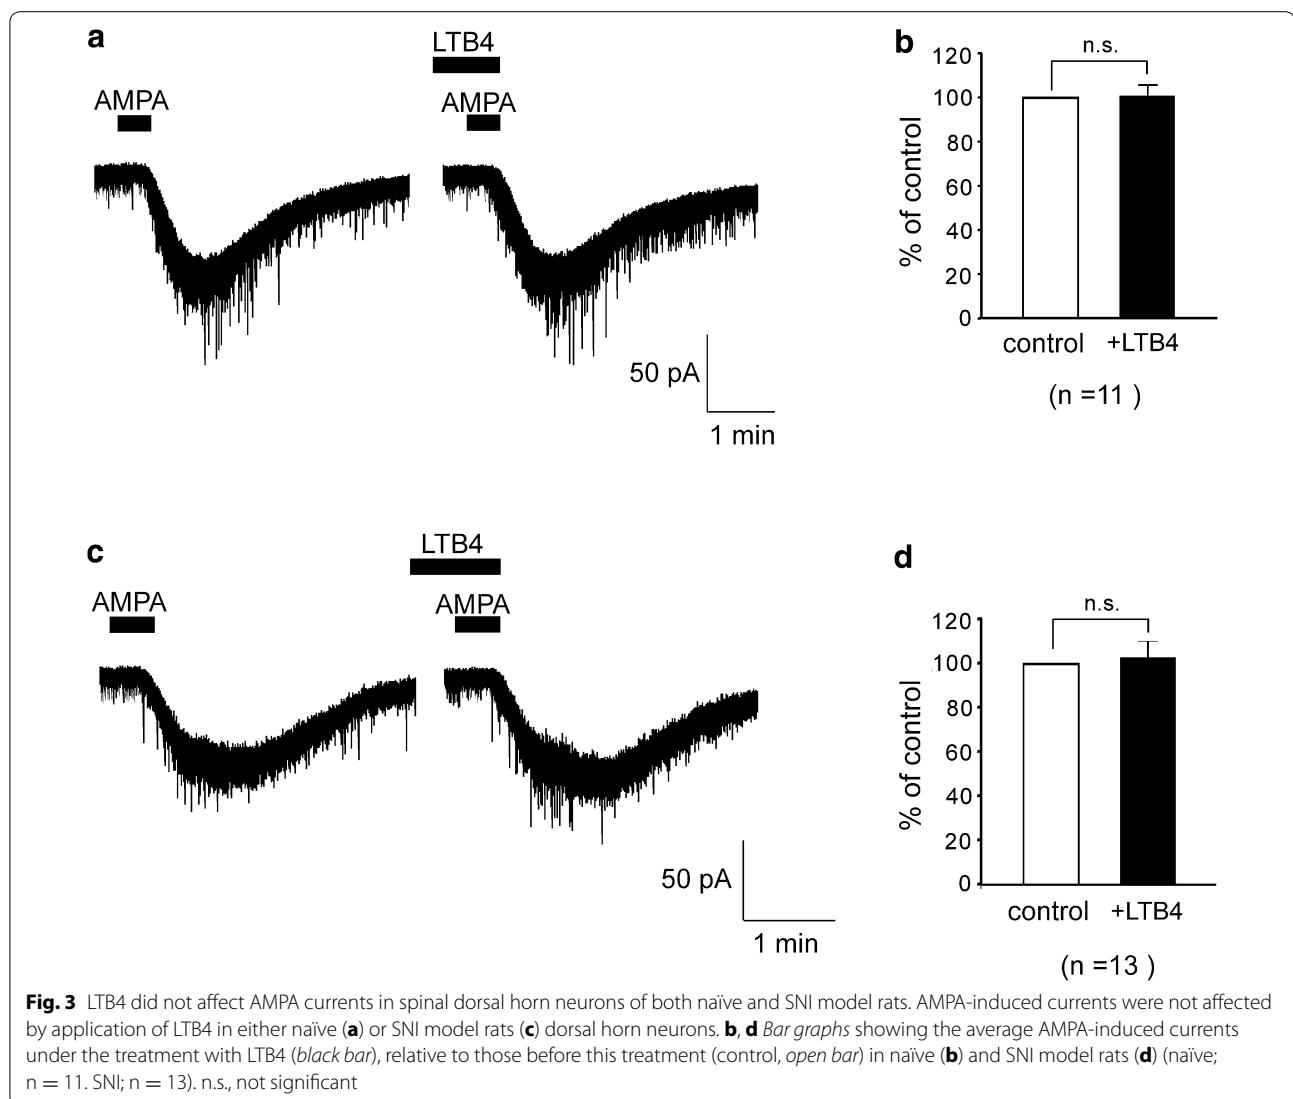 a
LTB4
AMPA
AMPA
50 pA
1 min
b
n.s.
120
100
80
60
40
20
0
% of control
control +LTB4
(n =11 )
c
LTB4
AMPA
AMPA
50 pA
1 min
d
n.s.
120
100
80
60
40
20
0
% of control
control +LTB4
(n =13 )
Fig. 3 LTB4 did not affect AMPA currents in spinal dorsal horn neurons of both naïve and SNI model rats. AMPA-induced currents were not affected
by application of LTB4 in either naïve (a) or SNI model rats (c) dorsal horn neurons. b, d Bar graphs showing the average AMPA-induced currents
under the treatment with LTB4 (black bar), relative to those before this treatment (control, open bar) in naïve (b) and SNI model rats (d) (naïve;
n = 11. SNI; n = 13). n.s., not significant